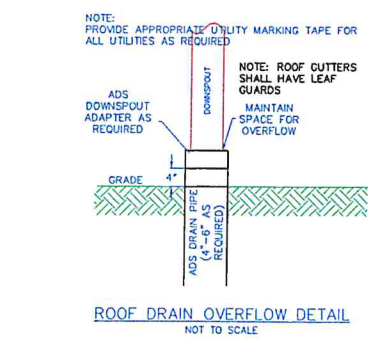 NOTE:
PROVIDE APPROPRIATE UTILITY MARKING TAPE FOR
ALL UTILITIES AS REQUIRED
NOTE: ROOF GUTTERS
SHALL HAVE LEAF
GUARDS
DOWNSPOUT
ADS
DOWNSPOUT
ADAPTER AS
REQUIRED
MAINTAIN
SPACE FOR
OVERFLOW
4"
GRADE
ADS DRAIN PIPE
(4"-6" AS
REQUIRED)
ROOF DRAIN OVERFLOW DETAIL
NOT TO SCALE